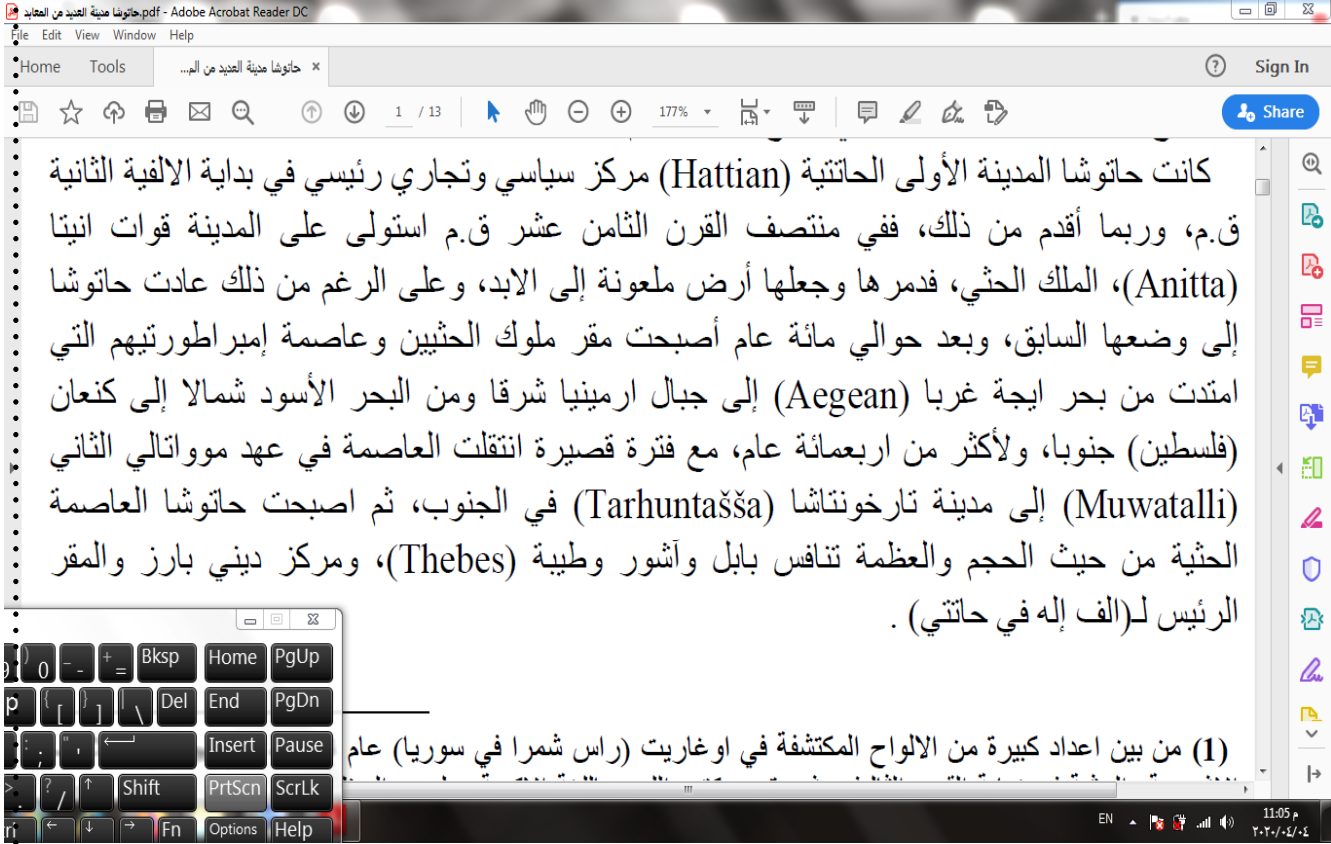 حاتوشا مدينة العديد من المعابد.pdf - Adobe Acrobat Reader DC
File Edit View Window Help
Home Tools حاتوشا مدينة العديد من الم... × Sign In
1 / 13 177% Share
كانت حاتوشا المدينة الأولى الحاتتية (Hattian) مركز سياسي وتجاري رئيسي في بداية الالفية الثانية
ق.م، وربما أقدم من ذلك، ففي منتصف القرن الثامن عشر ق.م استولى على المدينة قوات انيتا
(Anitta)، الملك الحثي، فدمرها وجعلها أرض ملعونة إلى الابد، وعلى الرغم من ذلك عادت حاتوشا
إلى وضعها السابق، وبعد حوالي مائة عام أصبحت مقر ملوك الحثيين وعاصمة إمبراطورتيهم التي
امتدت من بحر ايجة غربا (Aegean) إلى جبال ارمينيا شرقا ومن البحر الأسود شمالا إلى كنعان
(فلسطين) جنوبا، ولأكثر من اربعمائة عام، مع فترة قصيرة انتقلت العاصمة في عهد موواتالي الثاني
(Muwatalli) إلى مدينة تارخونتاشا (Tarhuntašša) في الجنوب، ثم اصبحت حاتوشا العاصمة
الحثية من حيث الحجم والعظمة تنافس بابل وآشور وطيبة (Thebes)، ومركز ديني بارز والمقر
الرئيس لـ(الف إله في حاتتي) .
(1) من بين اعداد كبيرة من الالواح المكتشفة في اوغاريت (راس شمرا في سوريا) عام
9 ) 0 _ - + = Bksp Home PgUp
p { [ } ] | \ Del End PgDn
: ; " ' Insert Pause
> . ? / ↑ Shift PrtScn ScrLk
← ↓ → Fn Options Help
EN 11:05 م
٢٠٢٠/٠٤/٠٤